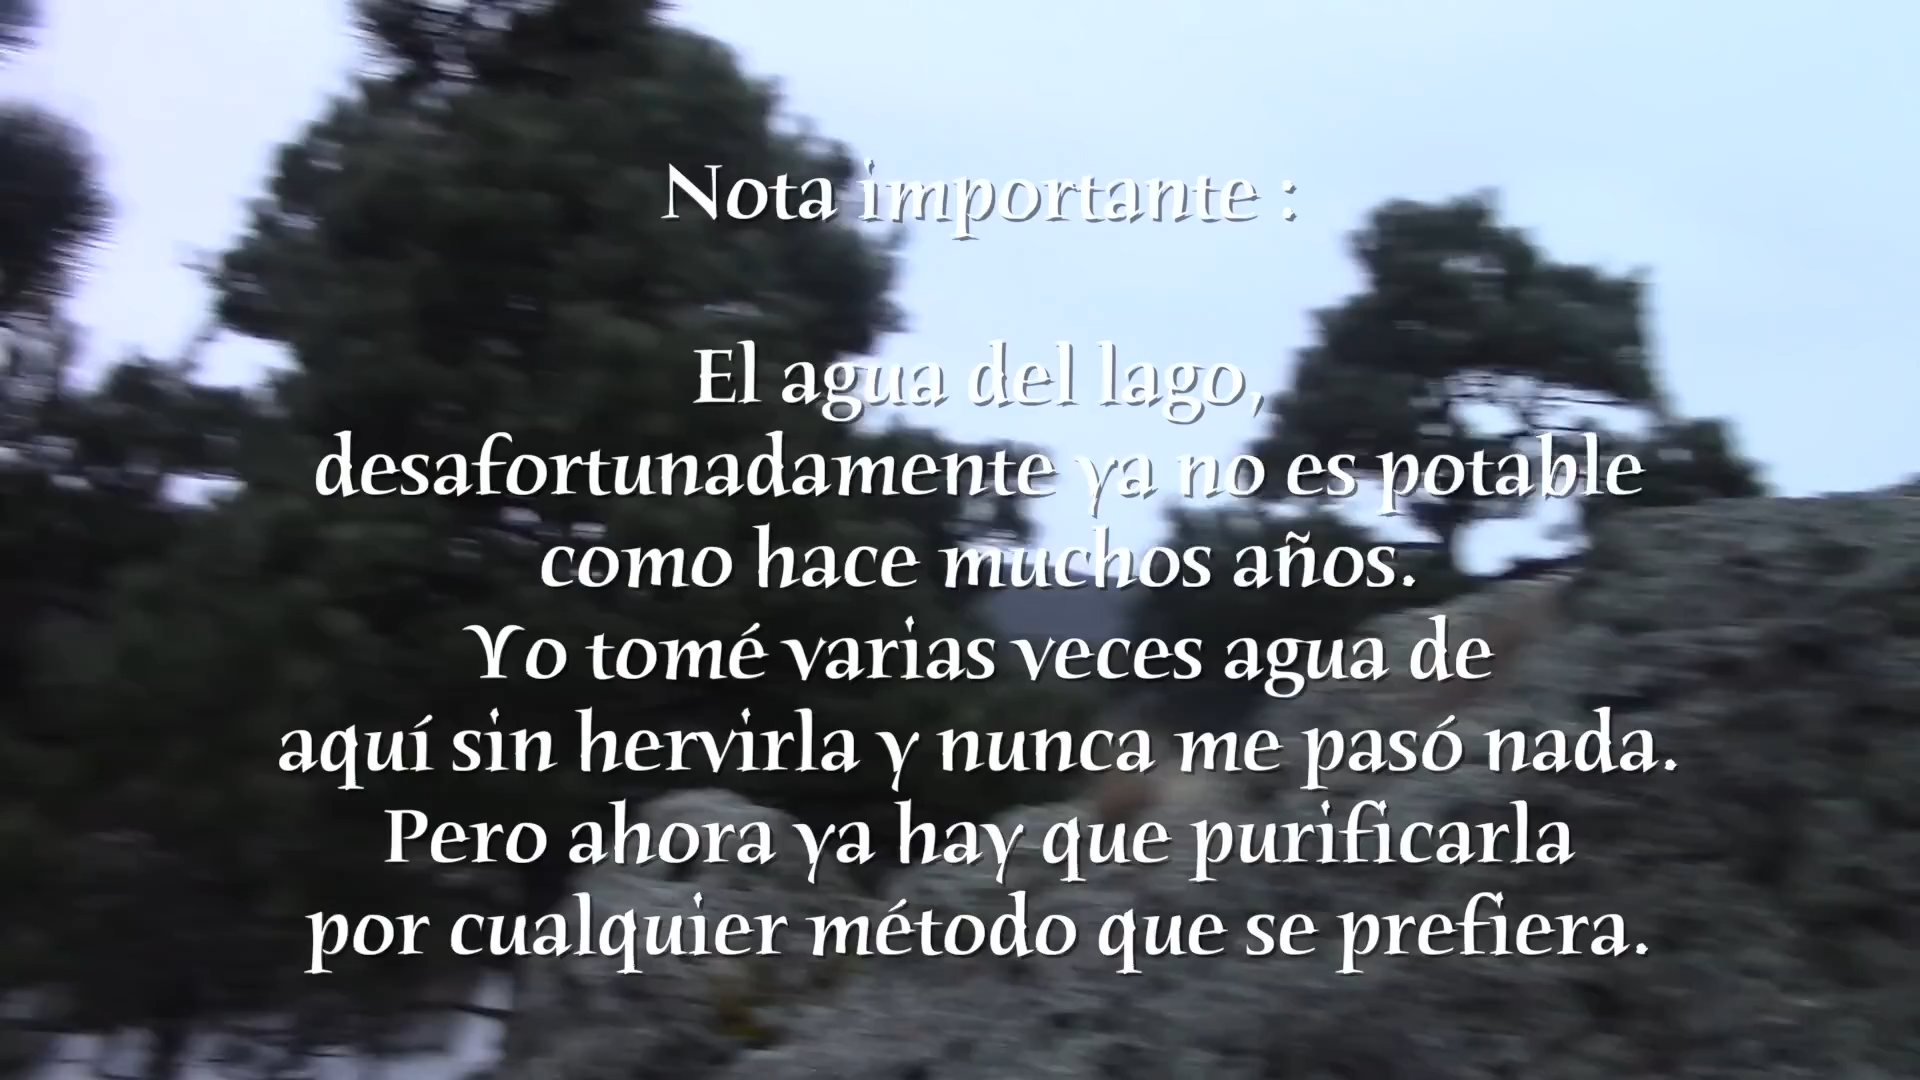 Nota importante :
El agua del lago,
desafortunadamente ya no es potable
como hace muchos años.
Yo tomé varias veces agua de
aquí sin hervirla y nunca me pasó nada.
Pero ahora ya hay que purificarla
por cualquier método que se prefiera.